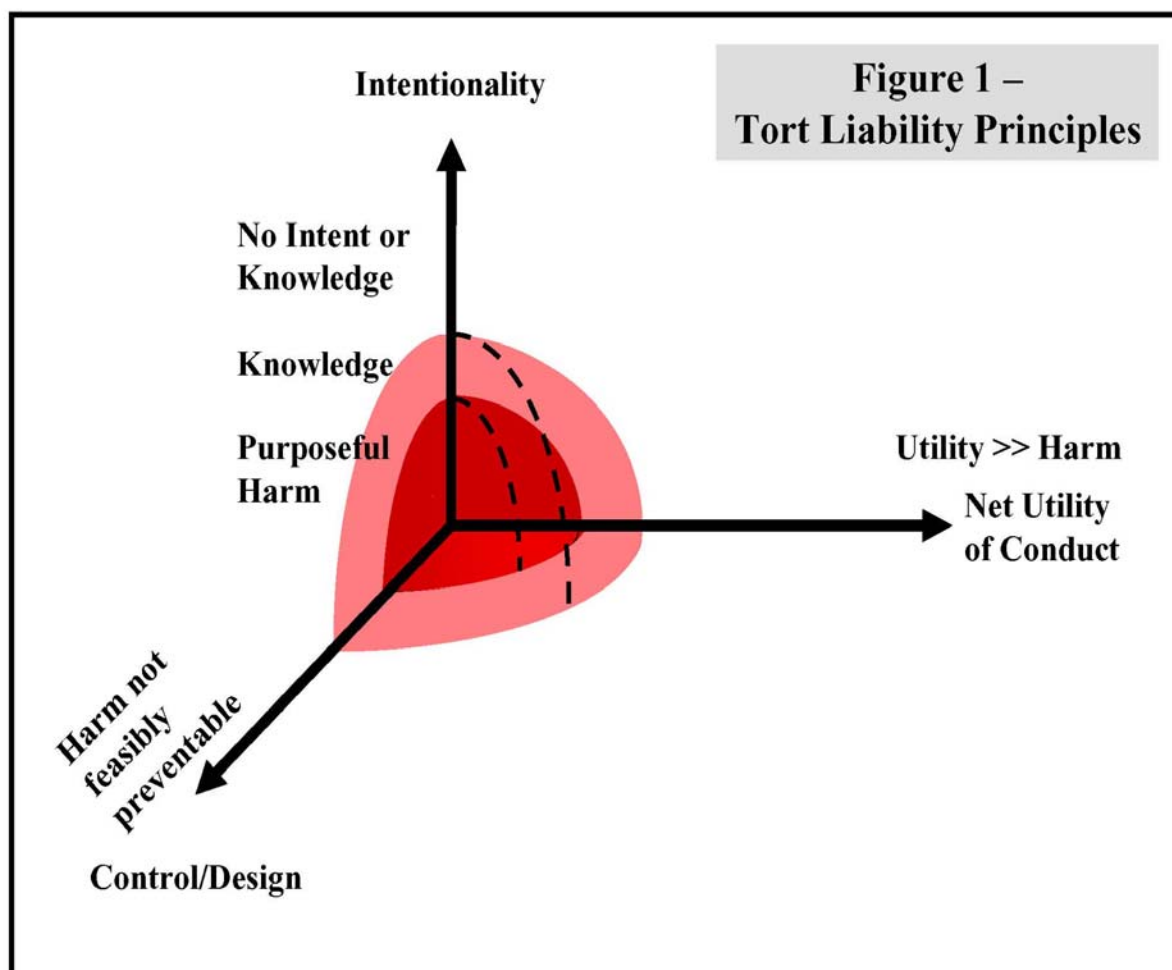 Figure 1 –
Tort Liability Principles
Intentionality
No Intent or
Knowledge
Knowledge
Purposeful
Harm
Utility >> Harm
Net Utility
of Conduct
Harm not
feasibly
preventable
Control/Design